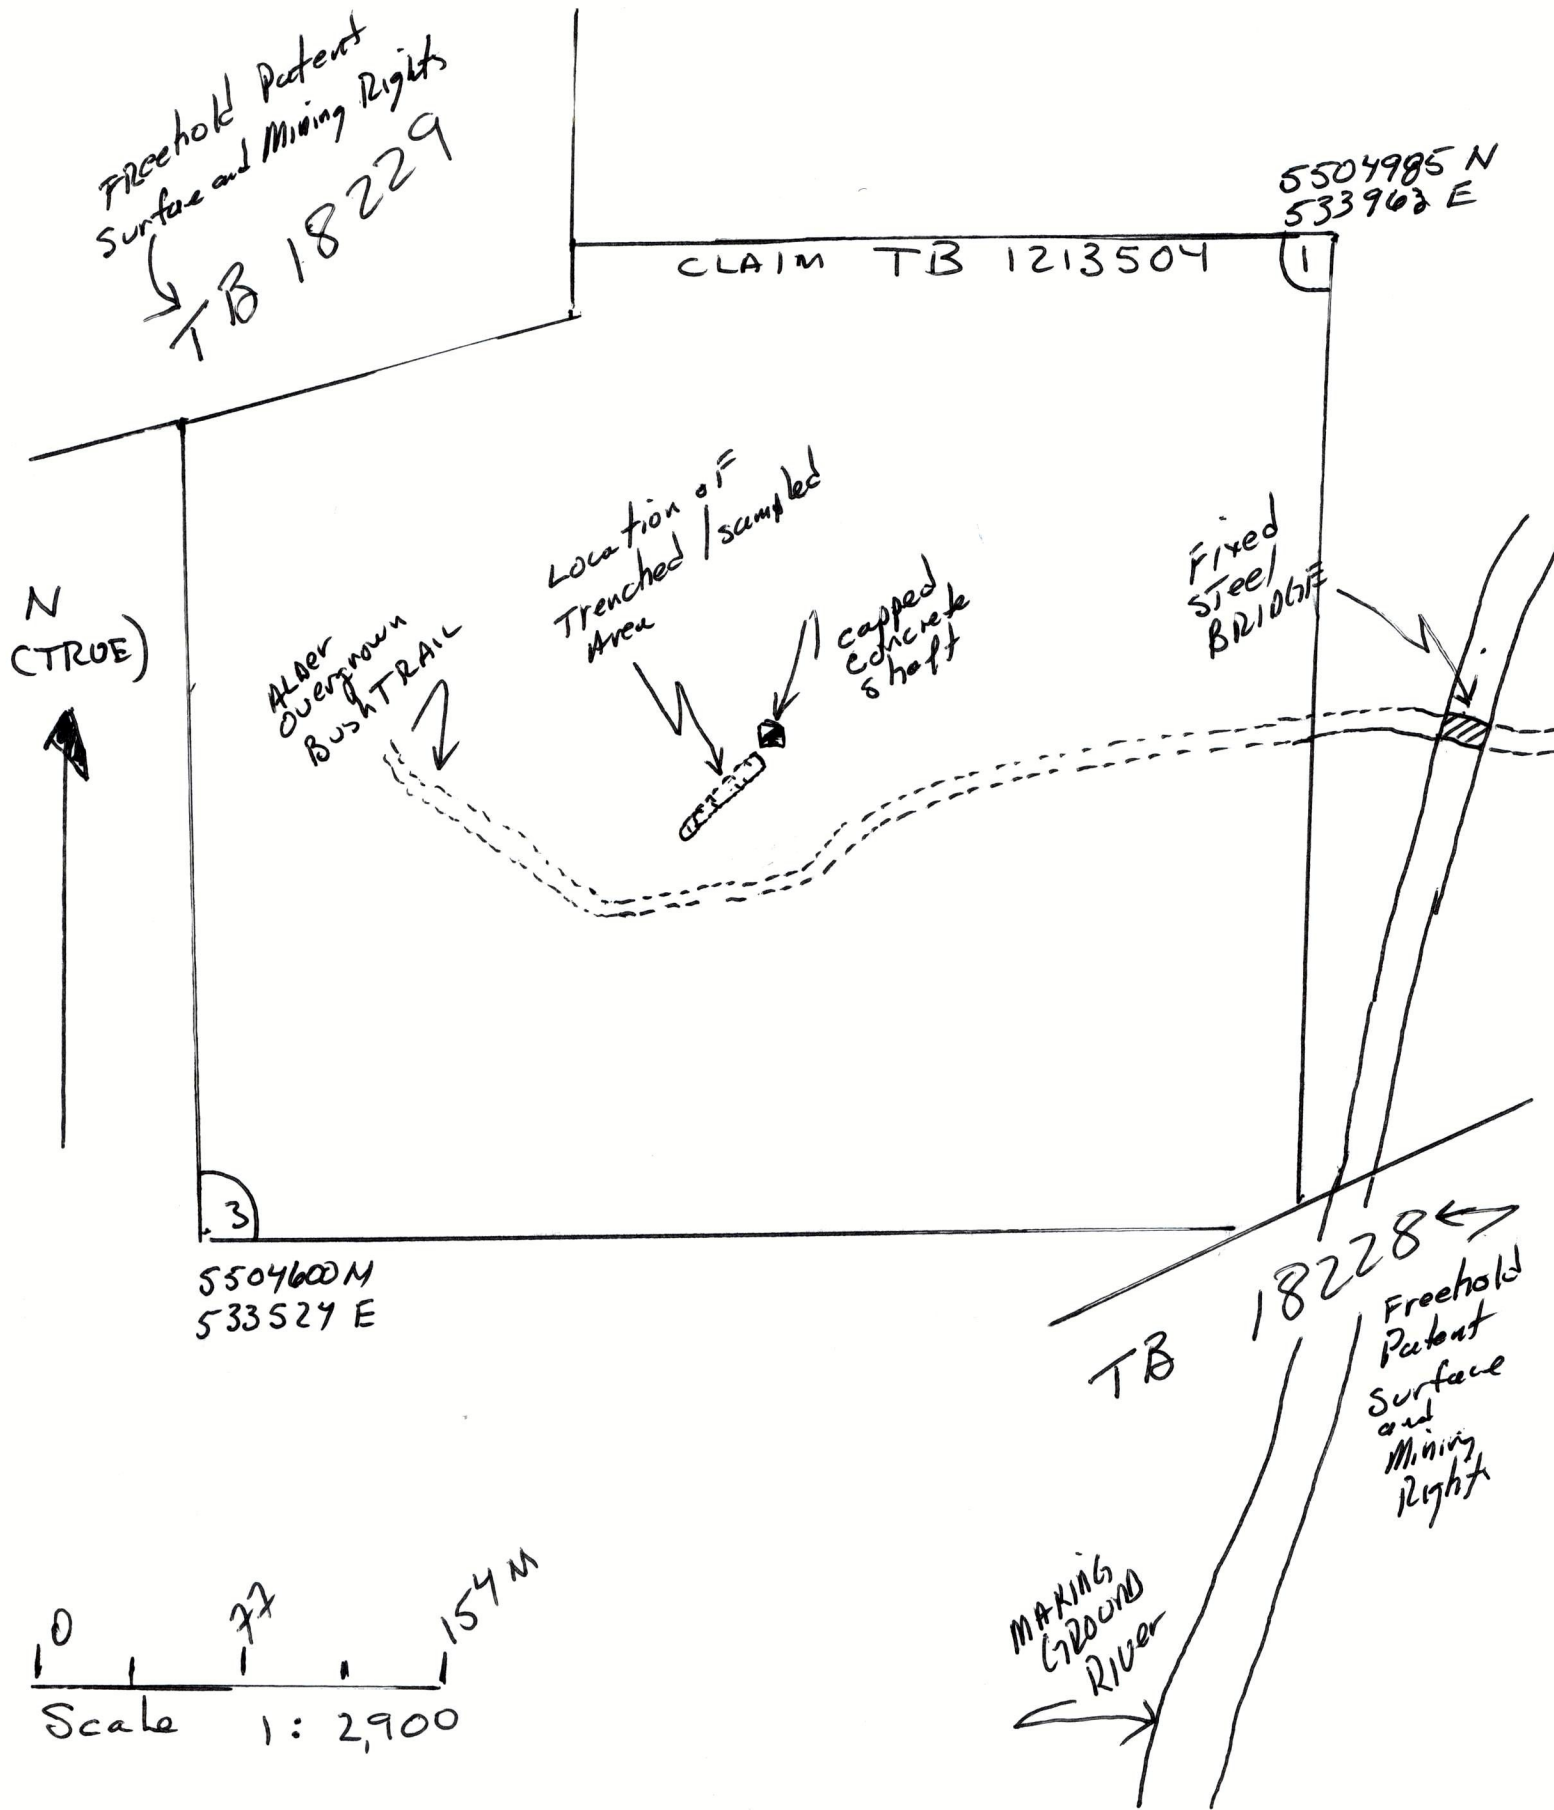 FREehold Patent
Surface and Mining Rights
TB 18229
5504985 N
533963 E
CLAIM TB 1213504
1
Location oF
Trenched / sampled
Area
capped
concrete
shaft
Fixed
STeel
BRIDGE
N
(TRUE)
ALDer
Overgrown
Bush TRAIL
3
5504600 N
533524 E
TB 18228
Freehold
Patent
Surface
and
Mining
Right
MAKING
GROUND
RIVer
0 77 154 M
Scale 1 : 2,900